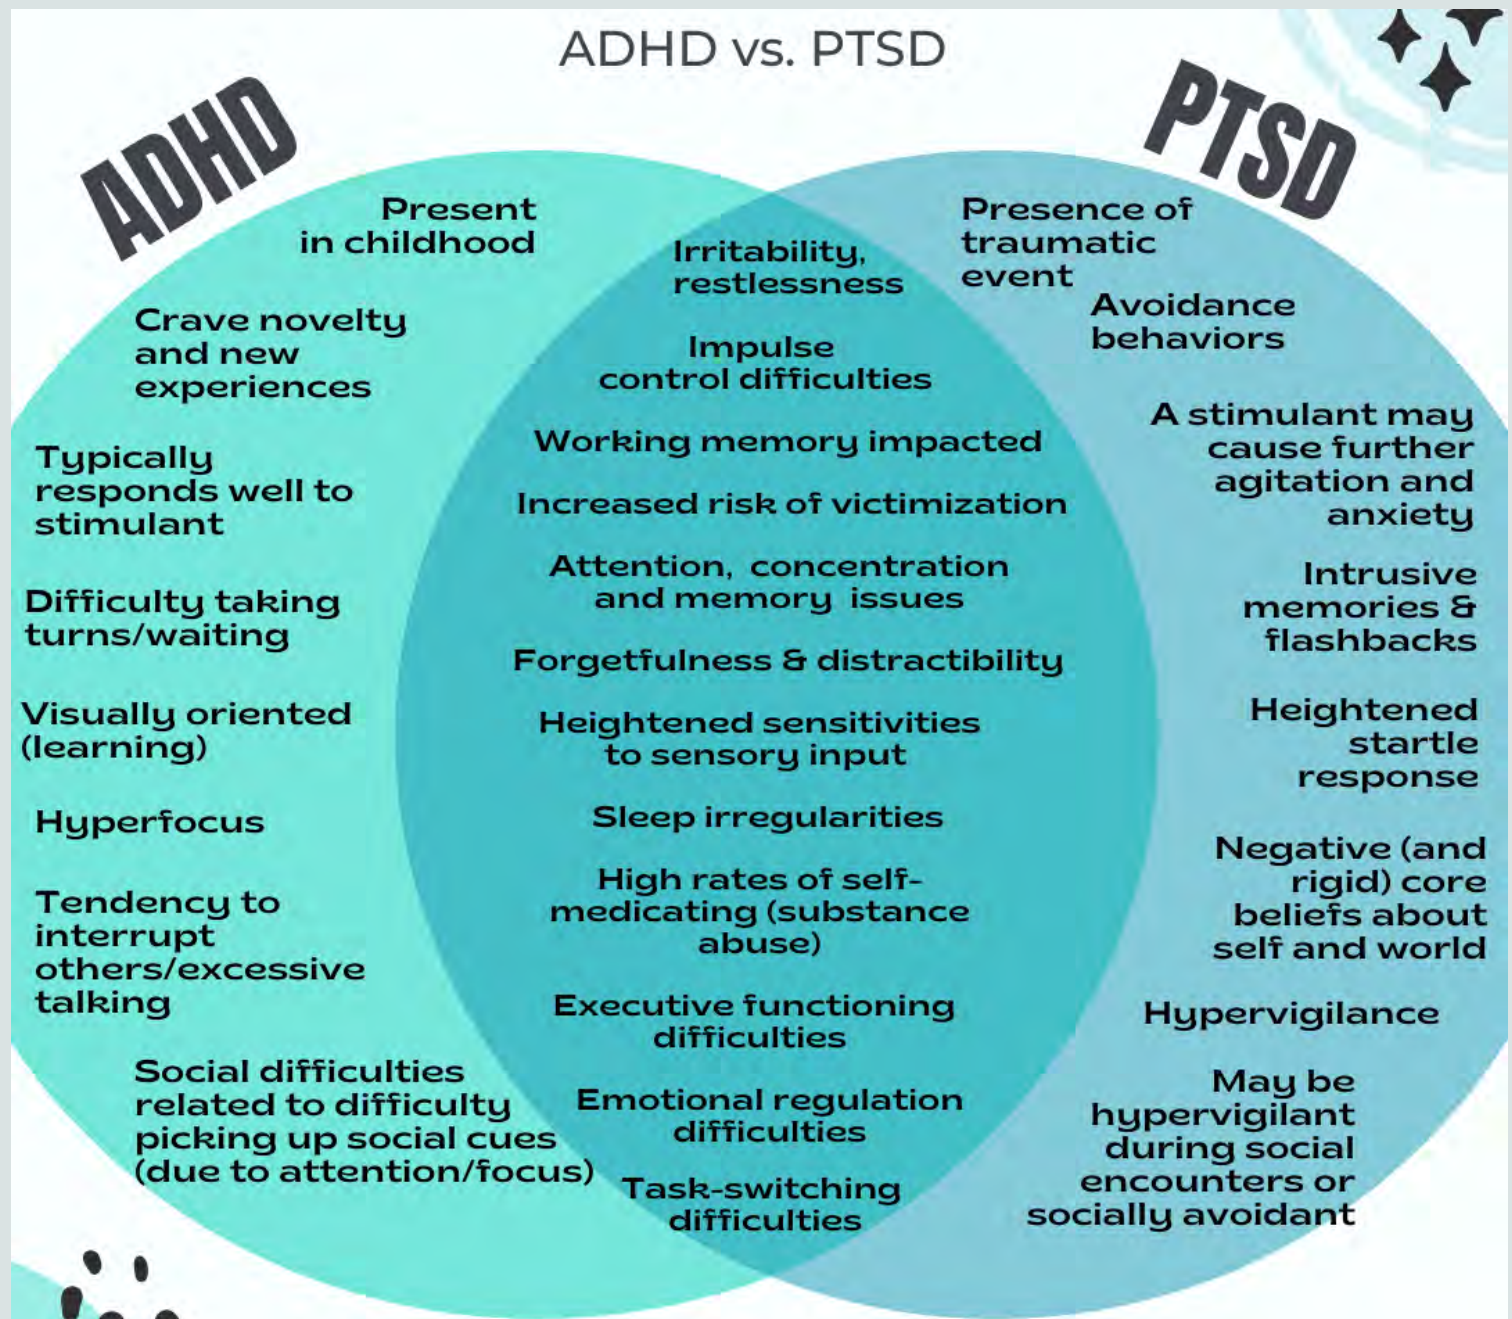 ADHD vs. PTSD
ADHD
Present
in childhood
Crave novelty
and new
experiences
Typically
responds well to
stimulant
Difficulty taking
turns/waiting
Visually oriented
(learning)
Hyperfocus
Tendency to
interrupt
others/excessive
talking
Social difficulties
related to difficulty
picking up social cues
(due to attention/focus)
Irritability,
restlessness
Impulse
control difficulties
Working memory impacted
Increased risk of victimization
Attention, concentration
and memory issues
Forgetfulness & distractibility
Heightened sensitivities
to sensory input
Sleep irregularities
High rates of self-
medicating (substance
abuse)
Executive functioning
difficulties
Emotional regulation
difficulties
Task-switching
difficulties
PTSD
Presence of
traumatic
event
Avoidance
behaviors
A stimulant may
cause further
agitation and
anxiety
Intrusive
memories &
flashbacks
Heightened
startle
response
Negative (and
rigid) core
beliefs about
self and world
Hypervigilance
May be
hypervigilant
during social
encounters or
socially avoidant